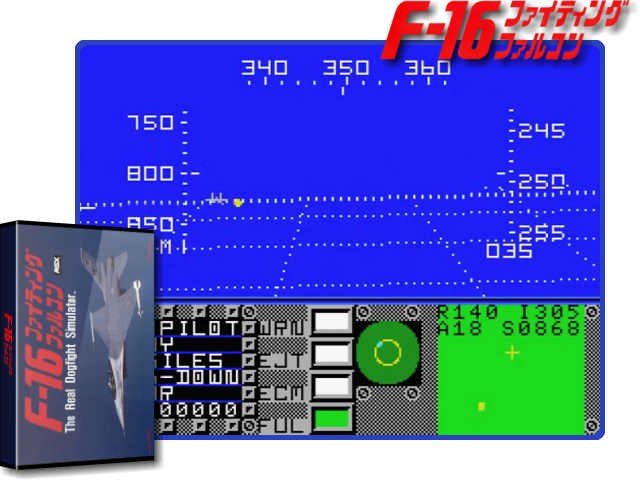 F-16 ファイティング
ファルコン
340 350 360
750
800
850
M
245
250
255
035
PILOT
Y
ILES
-DOWN
R
00000
WRN
EJT
ECM
FUL
R140 I305
A18 S0868
F-16 ファイティング
ファルコン
MSX
The Real Dogfight Simulator.